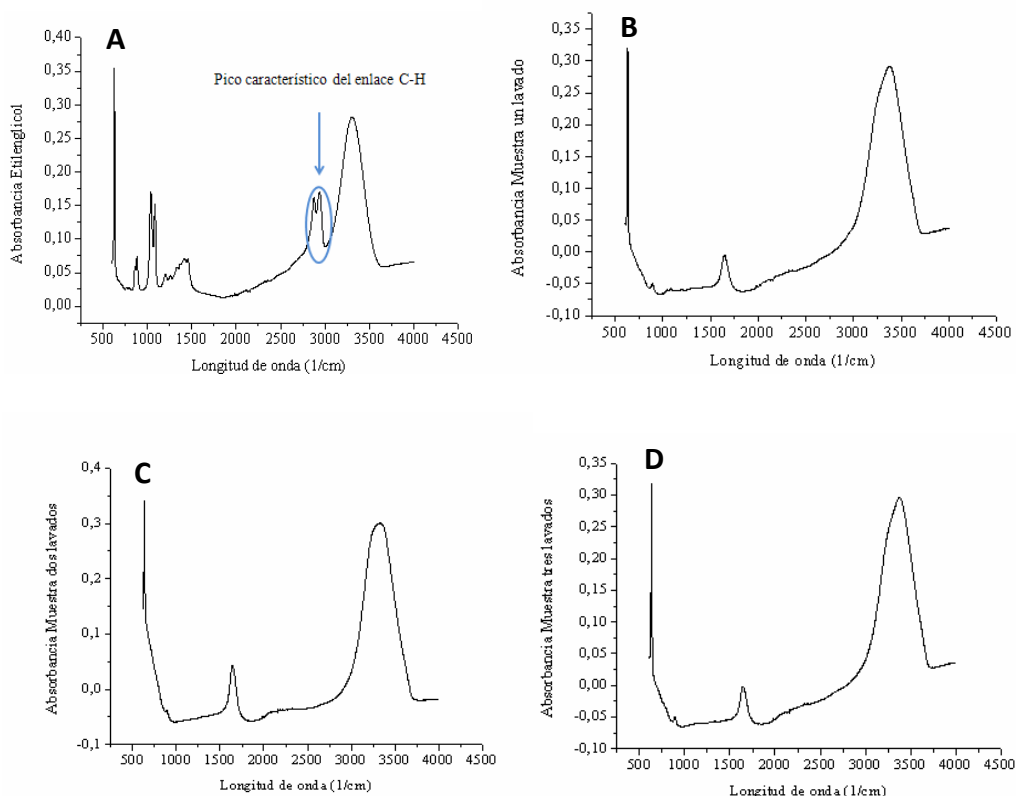 A
Absorbancia Etilenglicol
0,40
0,35
0,30
0,25
0,20
0,15
0,10
0,05
0,00
Pico característico del enlace C-H
500 1000 1500 2000 2500 3000 3500 4000 4500
Longitud de onda (1/cm)
B
Absorbancia Muestra un lavado
0,35
0,30
0,25
0,20
0,15
0,10
0,05
0,00
-0,05
-0,10
500 1000 1500 2000 2500 3000 3500 4000 4500
Longitud de onda (1/cm)
C
Absorbancia Muestra dos lavados
0,4
0,3
0,2
0,1
0,0
-0,1
500 1000 1500 2000 2500 3000 3500 4000 4500
Longitud de onda (1/cm)
D
Absorbancia Muestra tres lavados
0,35
0,30
0,25
0,20
0,15
0,10
0,05
0,00
-0,05
-0,10
500 1000 1500 2000 2500 3000 3500 4000 4500
Longitud de onda (1/cm)